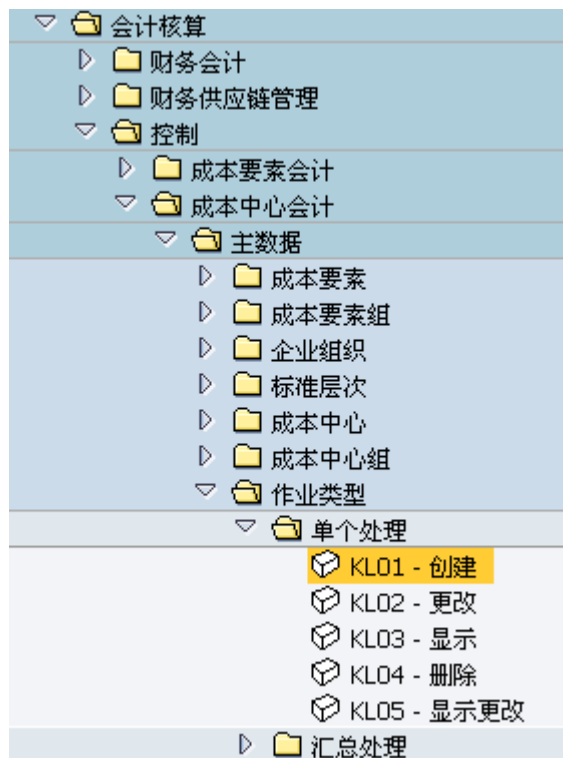 会计核算
财务会计
财务供应链管理
控制
成本要素会计
成本中心会计
主数据
成本要素
成本要素组
企业组织
标准层次
成本中心
成本中心组
作业类型
单个处理
KL01 - 创建
KL02 - 更改
KL03 - 显示
KL04 - 删除
KL05 - 显示更改
汇总处理